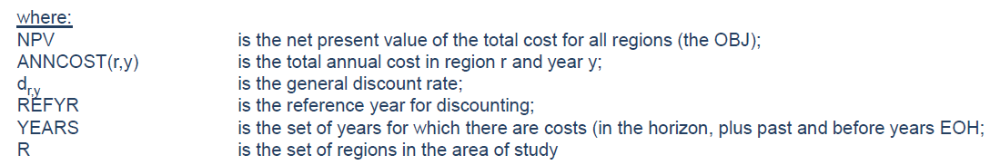 where:
NPV is the net present value of the total cost for all regions (the OBJ);
ANNCOST(r,y) is the total annual cost in region r and year y;
dr,y is the general discount rate;
REFYR is the reference year for discounting;
YEARS is the set of years for which there are costs (in the horizon, plus past and before years EOH;
R is the set of regions in the area of study